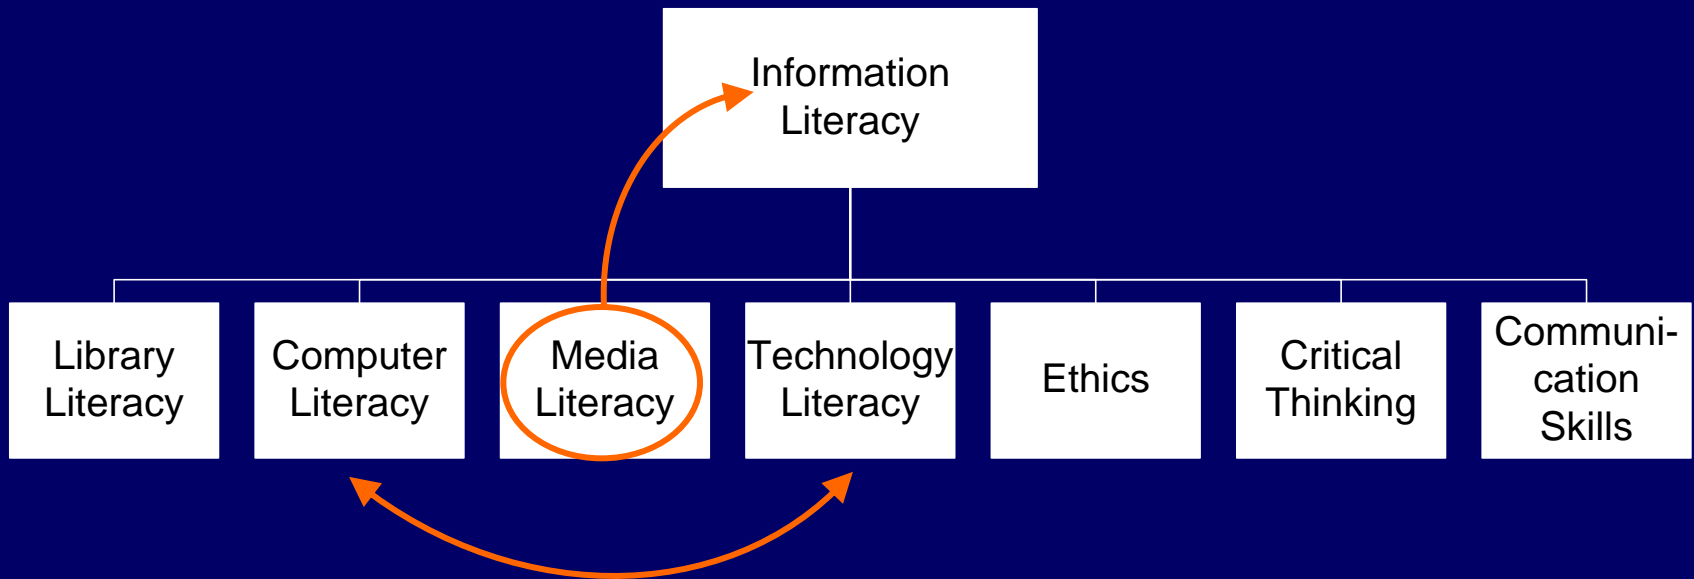 Information
Literacy
Library
Literacy
Computer
Literacy
Media
Literacy
Technology
Literacy
Ethics
Critical
Thinking
Communi-
cation
Skills